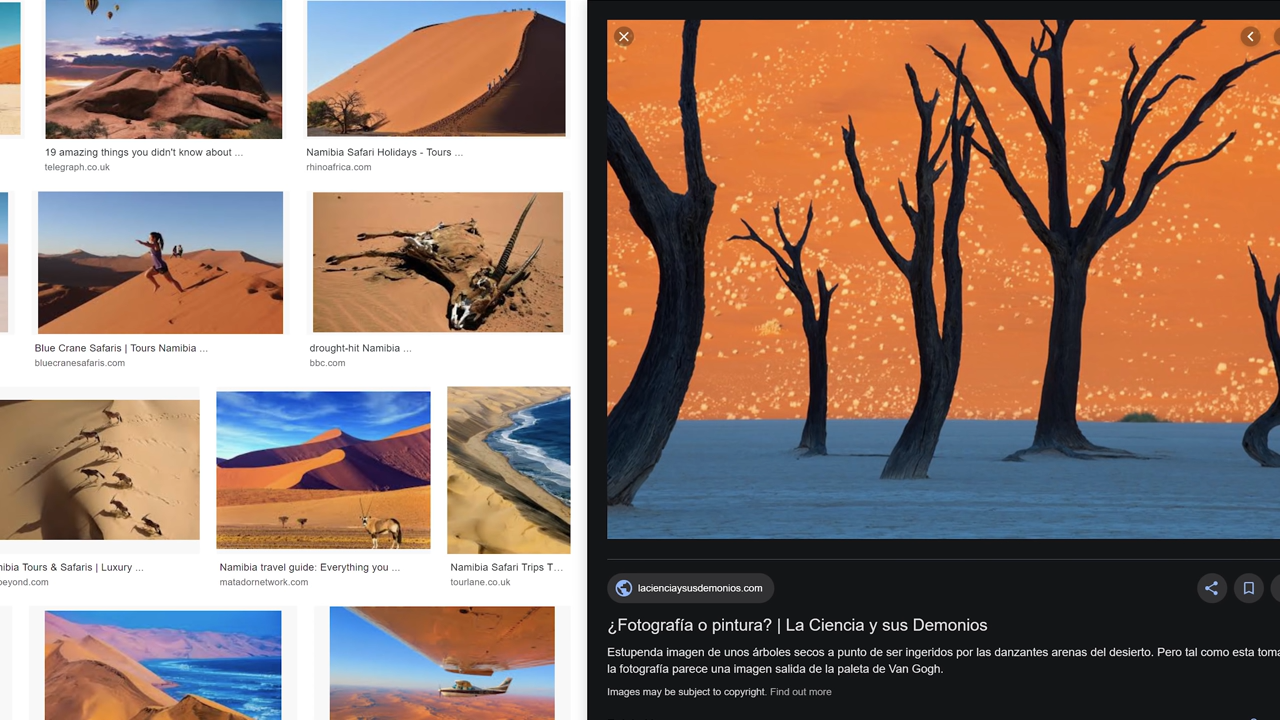 19 amazing things you didn't know about ...
telegraph.co.uk
Namibia Safari Holidays - Tours ...
rhinoafrica.com
Blue Crane Safaris | Tours Namibia ...
bluecranesafaris.com
drought-hit Namibia ...
bbc.com
ibia Tours & Safaris | Luxury ...
beyond.com
Namibia travel guide: Everything you ...
matadornetwork.com
Namibia Safari Trips T...
tourlane.co.uk
lacienciaysusdemonios.com
¿Fotografía o pintura? | La Ciencia y sus Demonios
Estupenda imagen de unos árboles secos a punto de ser ingeridos por las danzantes arenas del desierto. Pero tal como esta toma
la fotografía parece una imagen salida de la paleta de Van Gogh.
Images may be subject to copyright. Find out more